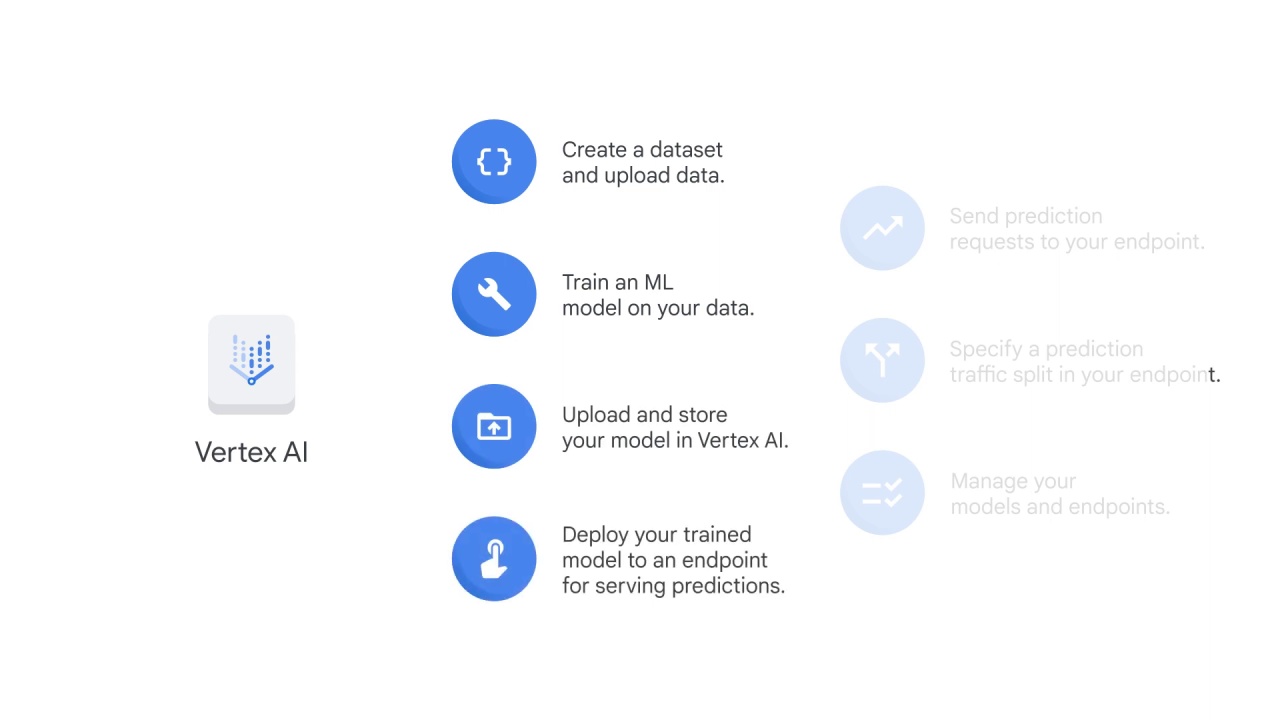 Vertex AI
Create a dataset
and upload data.
Train an ML
model on your data.
Upload and store
your model in Vertex AI.
Deploy your trained
model to an endpoint
for serving predictions.
Send prediction
requests to your endpoint.
Specify a prediction
traffic split in your endpoint.
Manage your
models and endpoints.